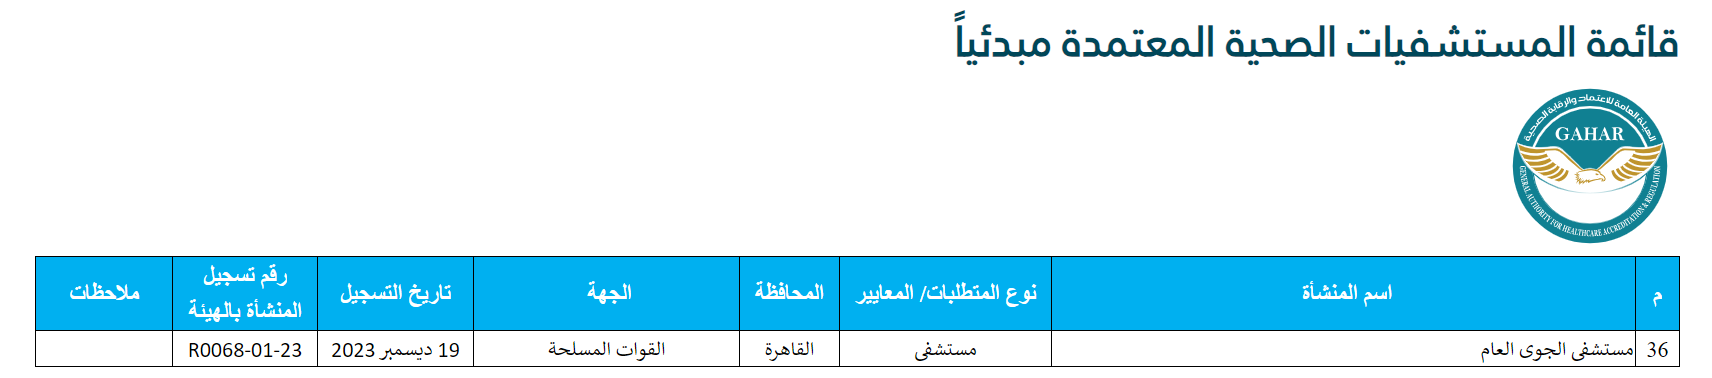 قائمة المستشفيات الصحية المعتمدة مبدئياً
الهيئة العامة للاعتماد والرقابة الصحية
GAHAR
GENERAL AUTHORITY FOR HEALTHCARE ACCREDITATION & REGULATION
م	اسم المنشأة	نوع المتطلبات/ المعايير	المحافظة	الجهة	تاريخ التسجيل	رقم تسجيل المنشأة بالهيئة	ملاحظات
36	مستشفى الجوى العام	مستشفى	القاهرة	القوات المسلحة	19 ديسمبر 2023	R0068-01-23